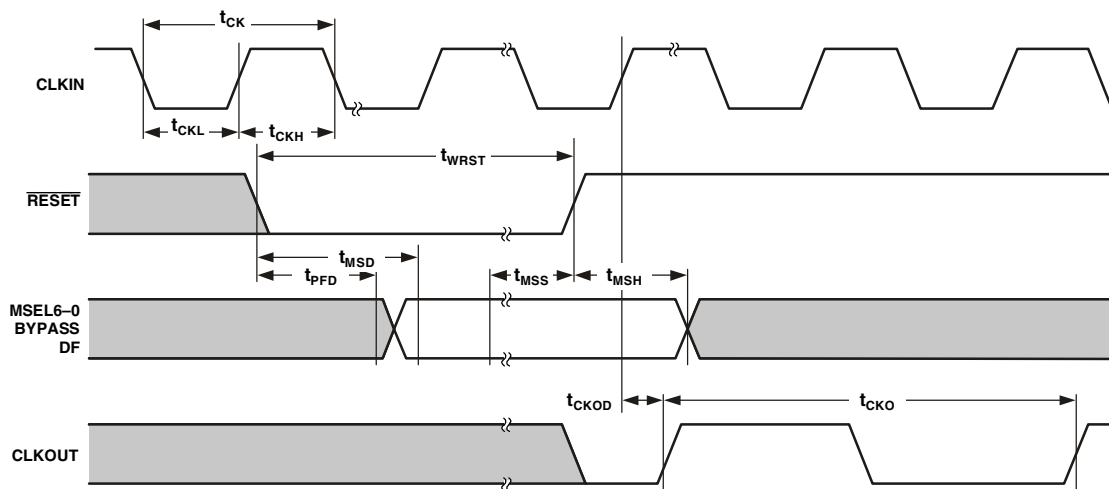 tCK
CLKIN
tCKL
tCKH
tWRST
RESET
tMSD
tPFD
tMSS
tMSH
MSEL6–0
BYPASS
DF
tCKOD
tCKO
CLKOUT